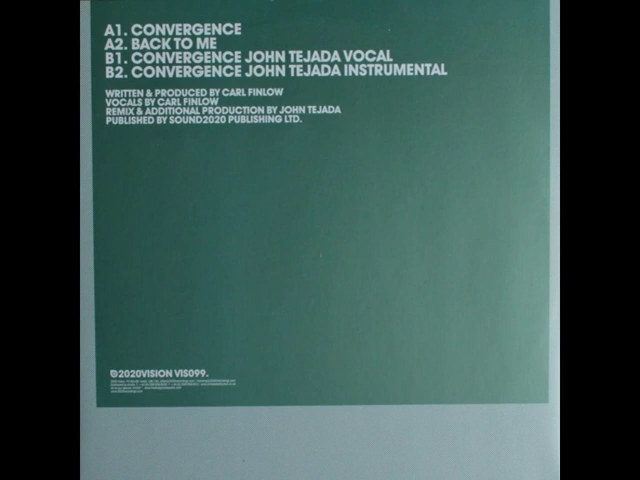 A1. CONVERGENCE
A2. BACK TO ME
B1. CONVERGENCE JOHN TEJADA VOCAL
B2. CONVERGENCE JOHN TEJADA INSTRUMENTAL
WRITTEN & PRODUCED BY CARL FINLOW
VOCALS BY CARL FINLOW
REMIX & ADDITIONAL PRODUCTION BY JOHN TEJADA
PUBLISHED BY SOUND2020 PUBLISHING LTD.
2020VISION VIS099.